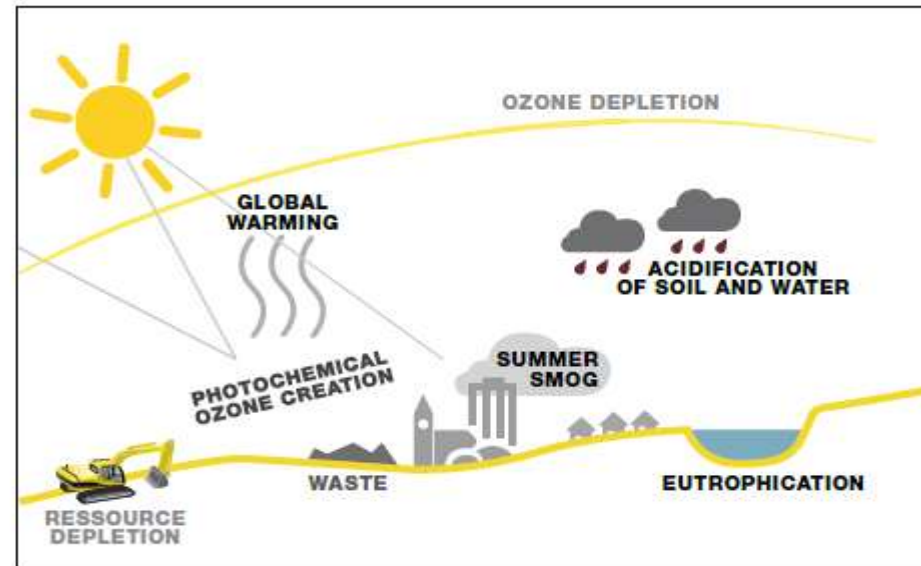 OZONE DEPLETION
GLOBAL
WARMING
ACIDIFICATION
OF SOIL AND WATER
SUMMER
SMOG
PHOTOCHEMICAL
OZONE CREATION
WASTE
EUTROPHICATION
RESSOURCE
DEPLETION